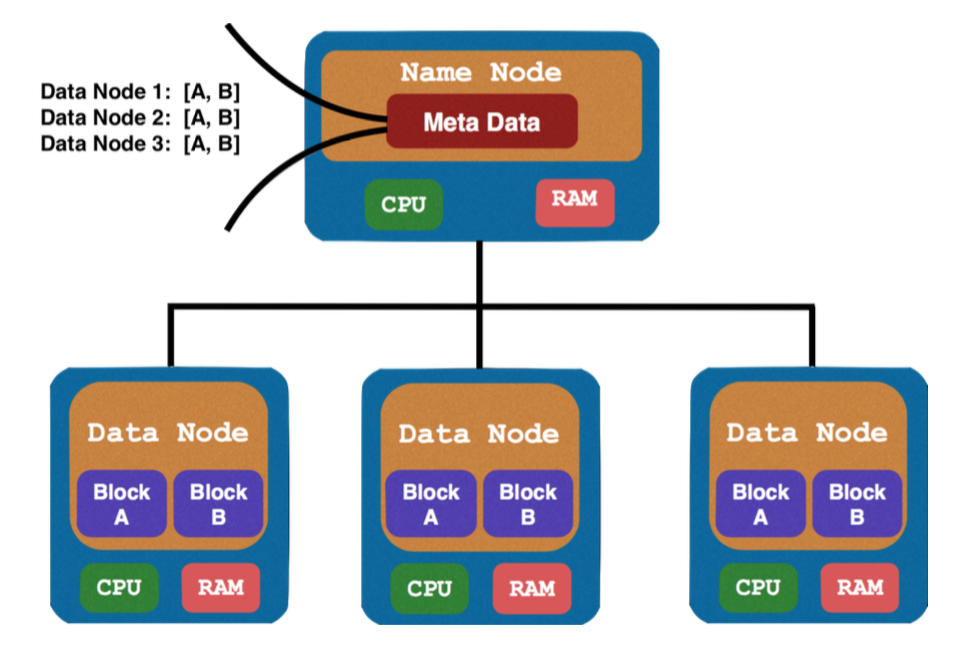 Name Node
Meta Data
Data Node 1: [A, B]
Data Node 2: [A, B]
Data Node 3: [A, B]
CPU
RAM
Data Node
Block
A
Block
B
CPU
RAM
Data Node
Block
A
Block
B
CPU
RAM
Data Node
Block
A
Block
B
CPU
RAM